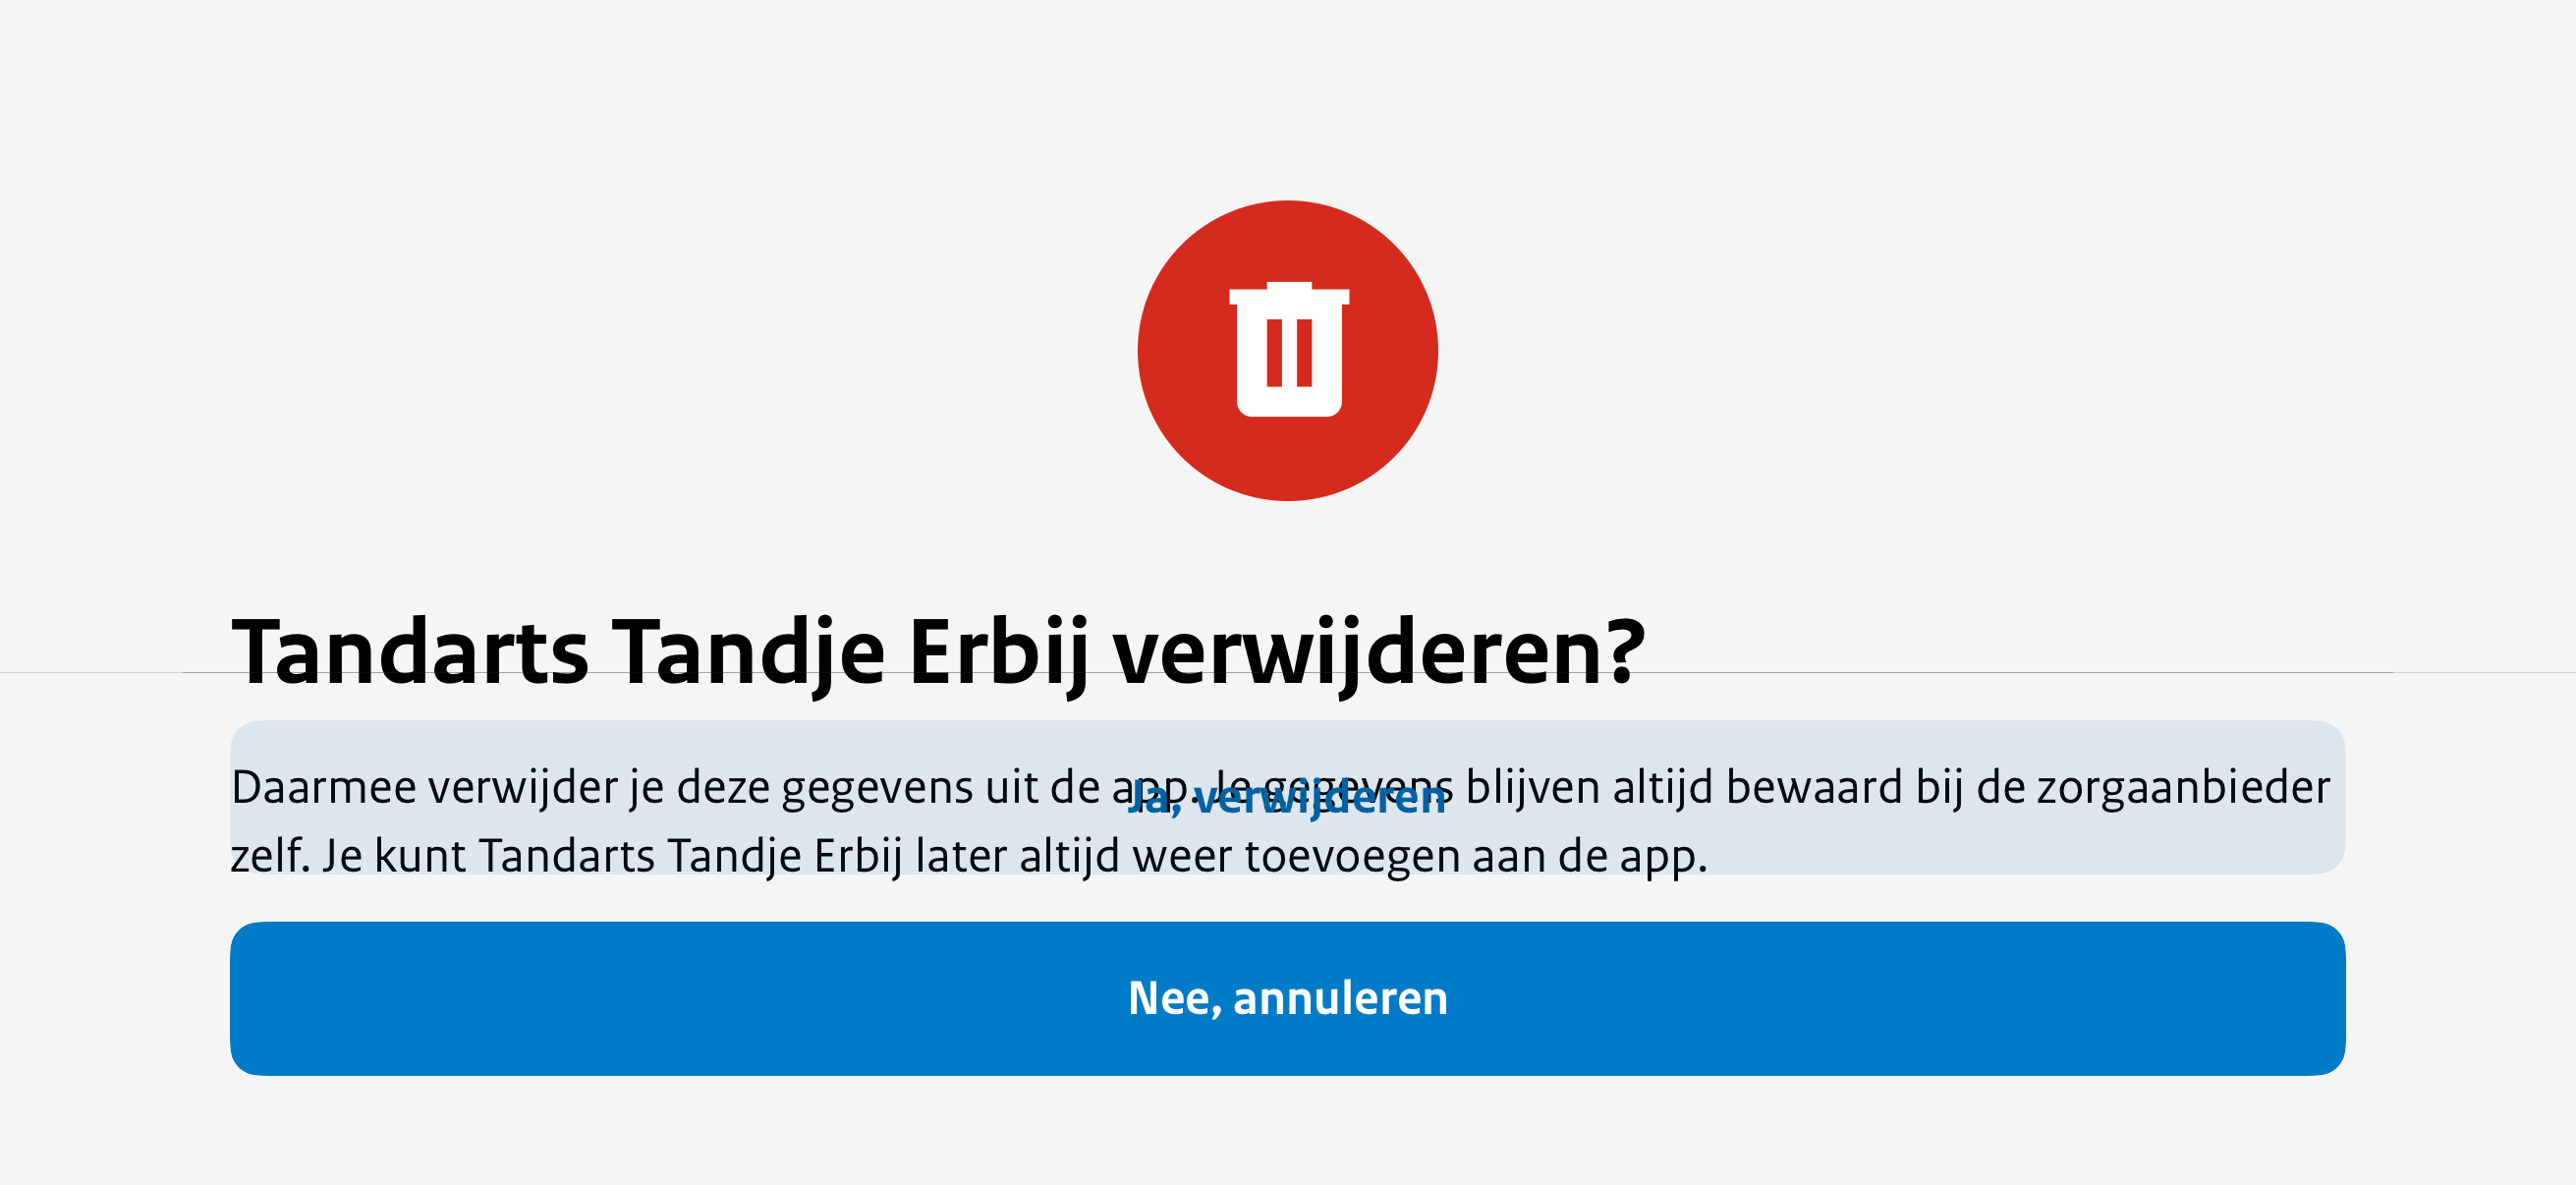 Tandarts Tandje Erbij verwijderen?
Daarmee verwijder je deze gegevens uit de app. Je gegevens blijven altijd bewaard bij de zorgaanbieder
zelf. Je kunt Tandarts Tandje Erbij later altijd weer toevoegen aan de app.
Ja, verwijderen
Nee, annuleren